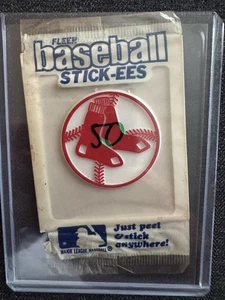 FLEER
baseball
STICK-EES
50
Just peel
& stick
anywhere!
MAJOR LEAGUE BASEBALL